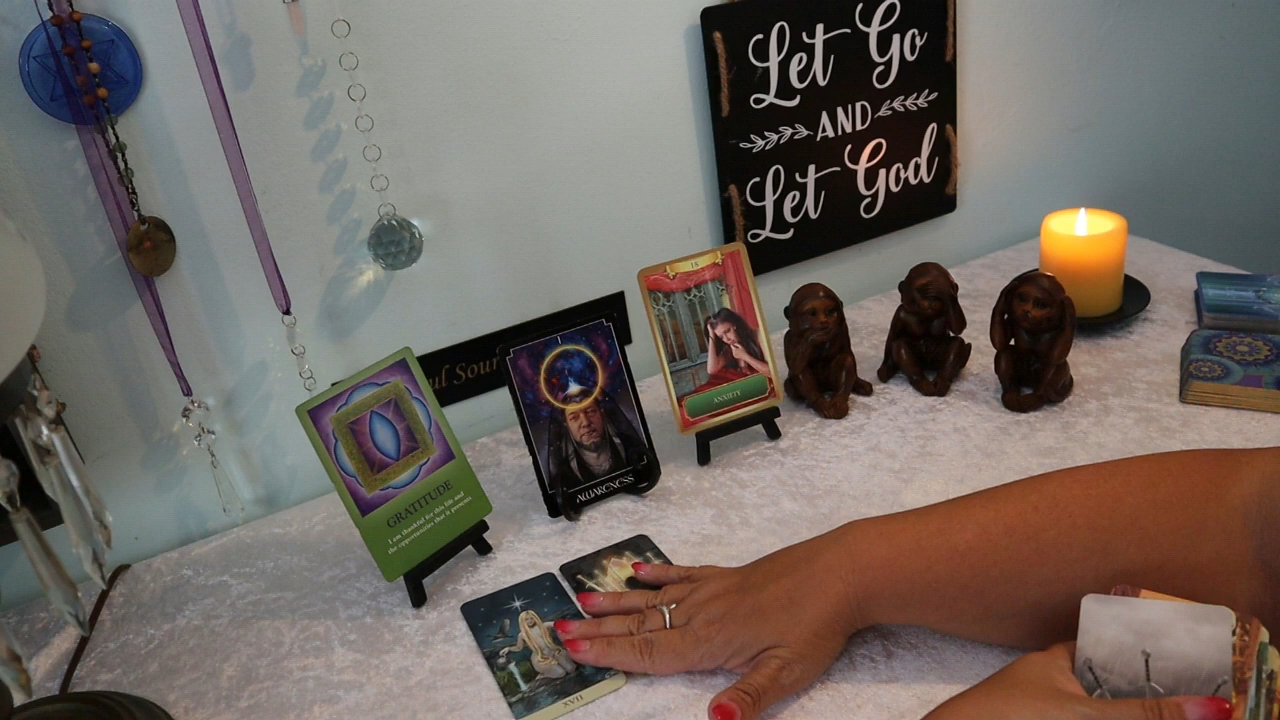 Let Go
AND
Let God
Sour
18
ANXIETY
AWARENESS
GRATITUDE
I am thankful for this life and
the opportunities that it presents
XVII